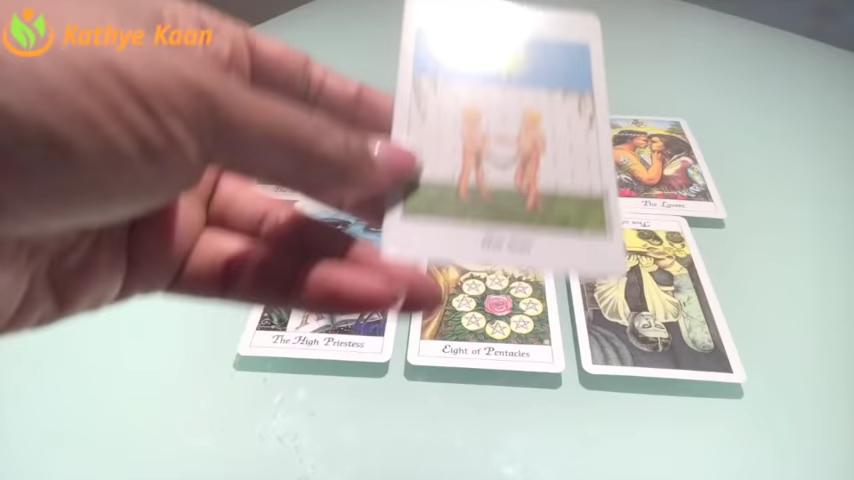 Kathye Kaan
The Lovers
The High Priestess
Eight of Pentacles